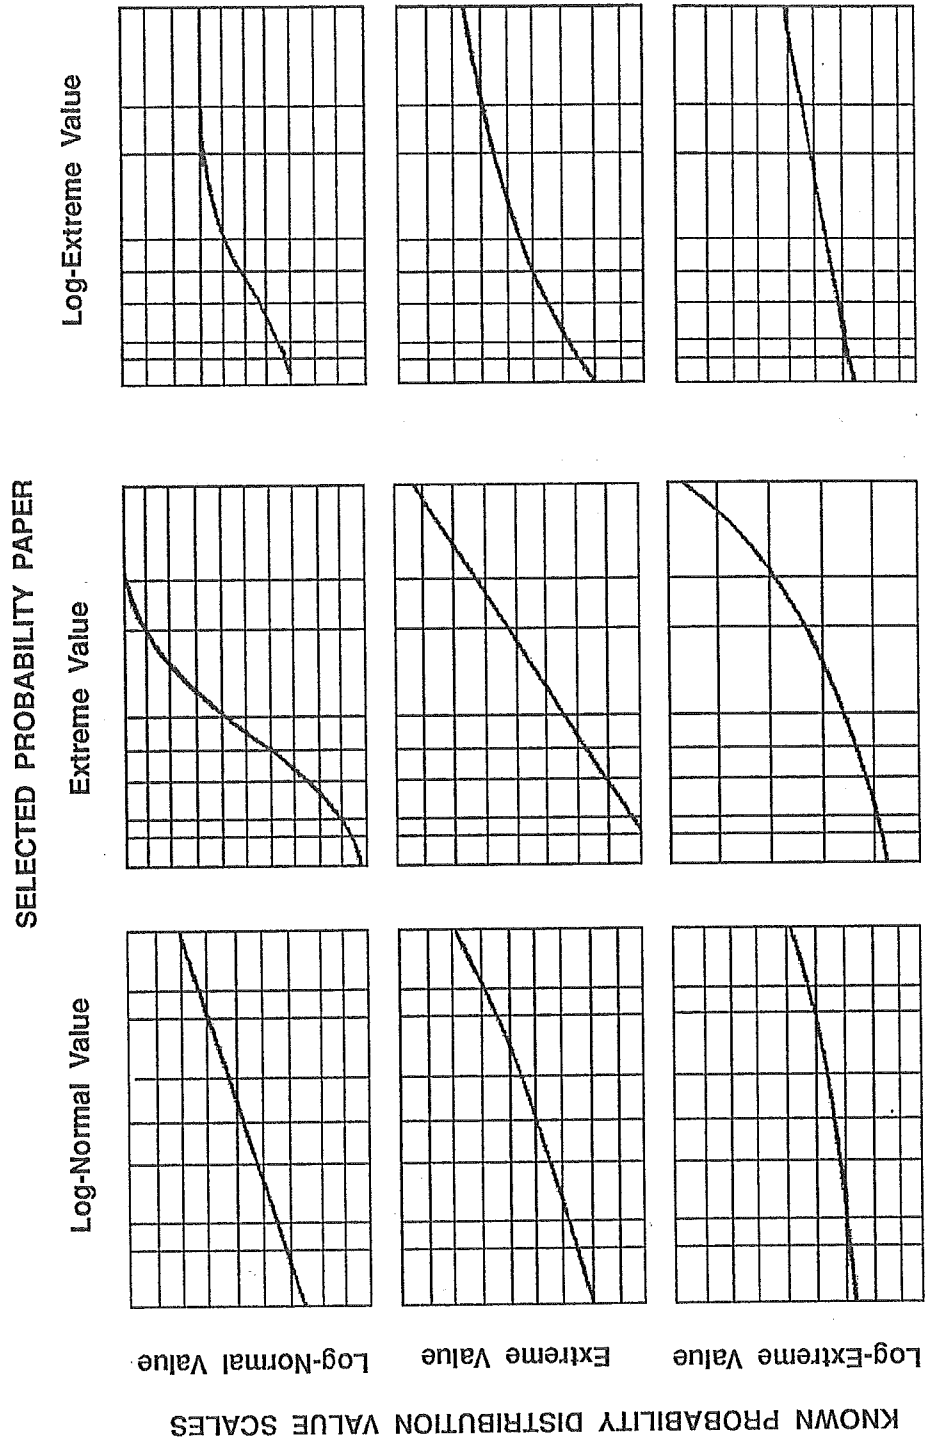 SELECTED PROBABILITY PAPER
Log-Normal Value
Extreme Value
Log-Extreme Value
KNOWN PROBABILITY DISTRIBUTION VALUE SCALES
Log-Normal Value
Extreme Value
Log-Extreme Value